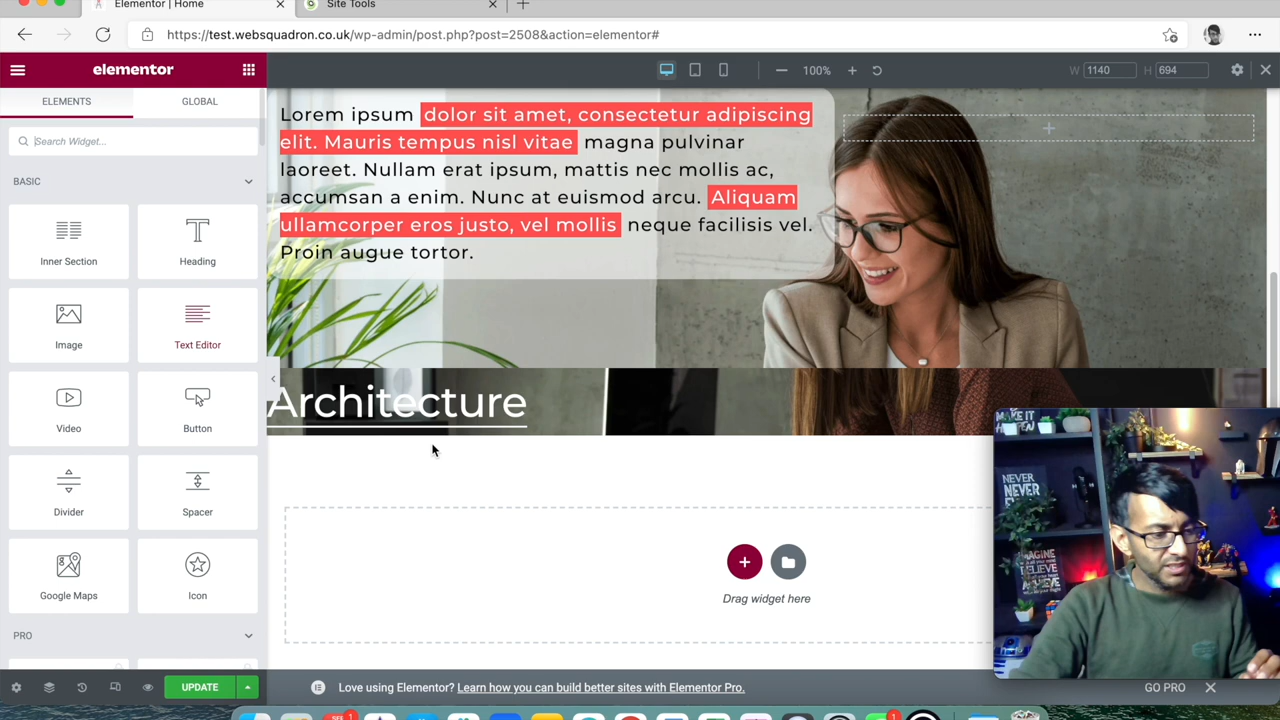 Elementor | Home
Site Tools
https://test.websquadron.co.uk/wp-admin/post.php?post=2508&action=elementor#
elementor
100%
W 1140
H 694
ELEMENTS
GLOBAL
Search Widget...
BASIC
Inner Section
Heading
Image
Text Editor
Video
Button
Divider
Spacer
Google Maps
Icon
PRO
UPDATE
Lorem ipsum dolor sit amet, consectetur adipiscing
elit. Mauris tempus nisl vitae magna pulvinar
laoreet. Nullam erat ipsum, mattis nec mollis ac,
accumsan a enim. Nunc at euismod arcu. Aliquam
ullamcorper eros justo, vel mollis neque facilisis vel.
Proin augue tortor.
Architecture
Drag widget here
Love using Elementor? Learn how you can build better sites with Elementor Pro.
GO PRO
MAKE IT
HAPPEN
NEVER
NEVER
IMAGINE
BELIEVE